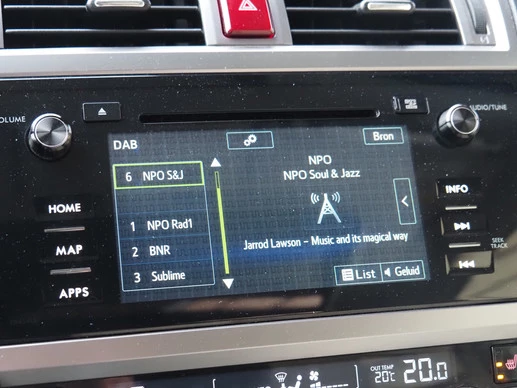 VOLUME
AUDIO/TUNE
DAB
Bron
6 NPO S&J
NPO
NPO Soul & Jazz
1 NPO Rad1
2 BNR
3 Sublime
Jarrod Lawson - Music and its magical way
List
Geluid
HOME
MAP
APPS
INFO
SEEK
TRACK
OUT TEMP
20°C
20.0